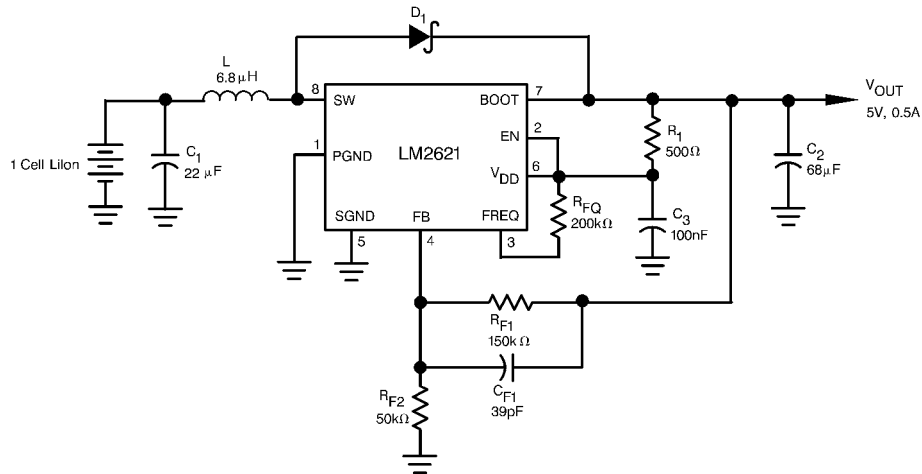 D1
L
6.8µH
8
SW
BOOT
7
VOUT
5V, 0.5A
EN
2
R1
500Ω
1 Cell LiIon
C1
22 µF
1
PGND
LM2621
VDD
6
C2
68µF
SGND
FB
FREQ
RFQ
200kΩ
C3
100nF
5
4
3
RF1
150kΩ
CF1
39pF
RF2
50kΩ